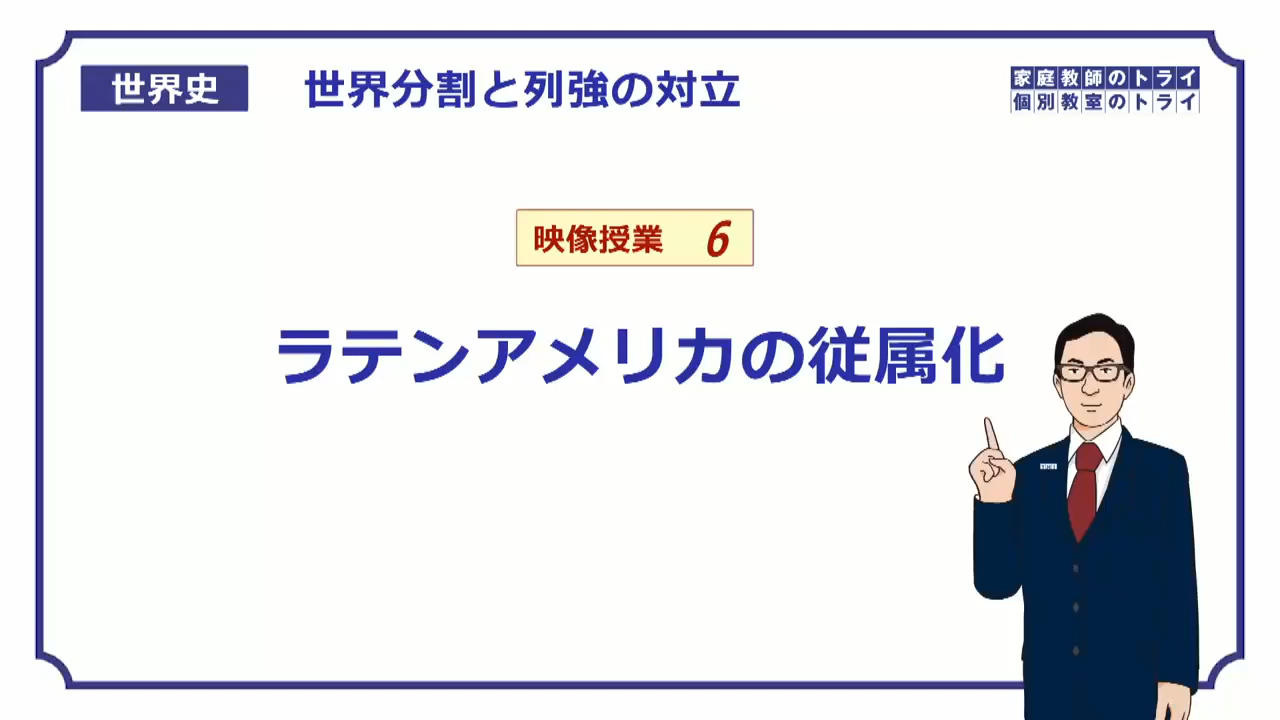 世界史
世界分割と列強の対立
家庭教師のトライ
個別教室のトライ
映像授業 6
ラテンアメリカの従属化